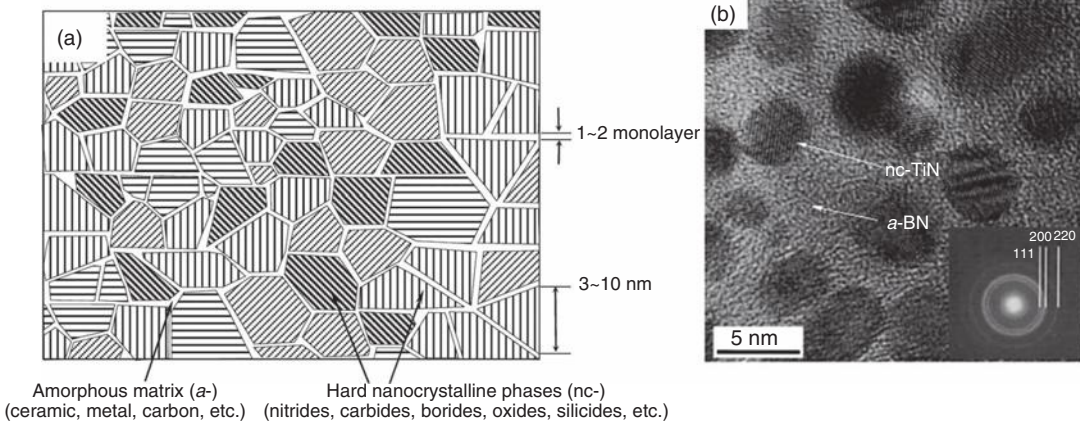 (a)
1~2 monolayer
3~10 nm
Amorphous matrix (a-)
(ceramic, metal, carbon, etc.)
Hard nanocrystalline phases (nc-)
(nitrides, carbides, borides, oxides, silicides, etc.)
(b)
nc-TiN
a-BN
200 220
111
5 nm